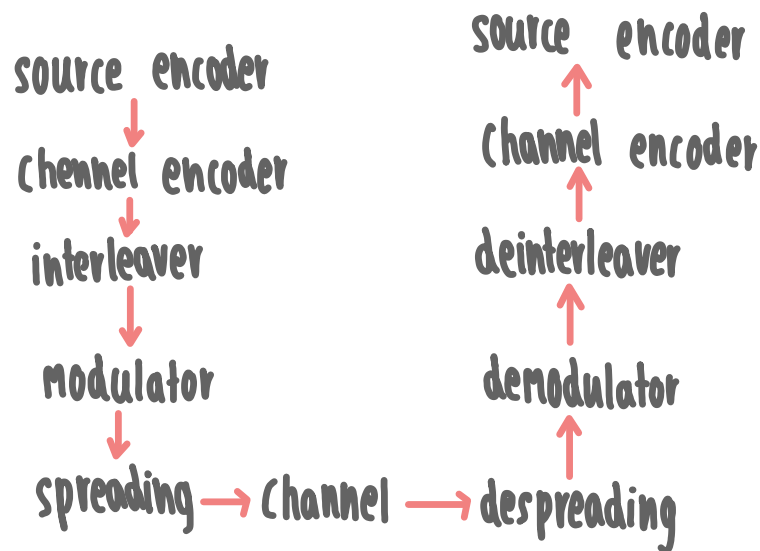 source encoder
chennel encoder
interleaver
modulator
spreading
channel
despreading
demodulator
deinterleaver
channel encoder
source encoder